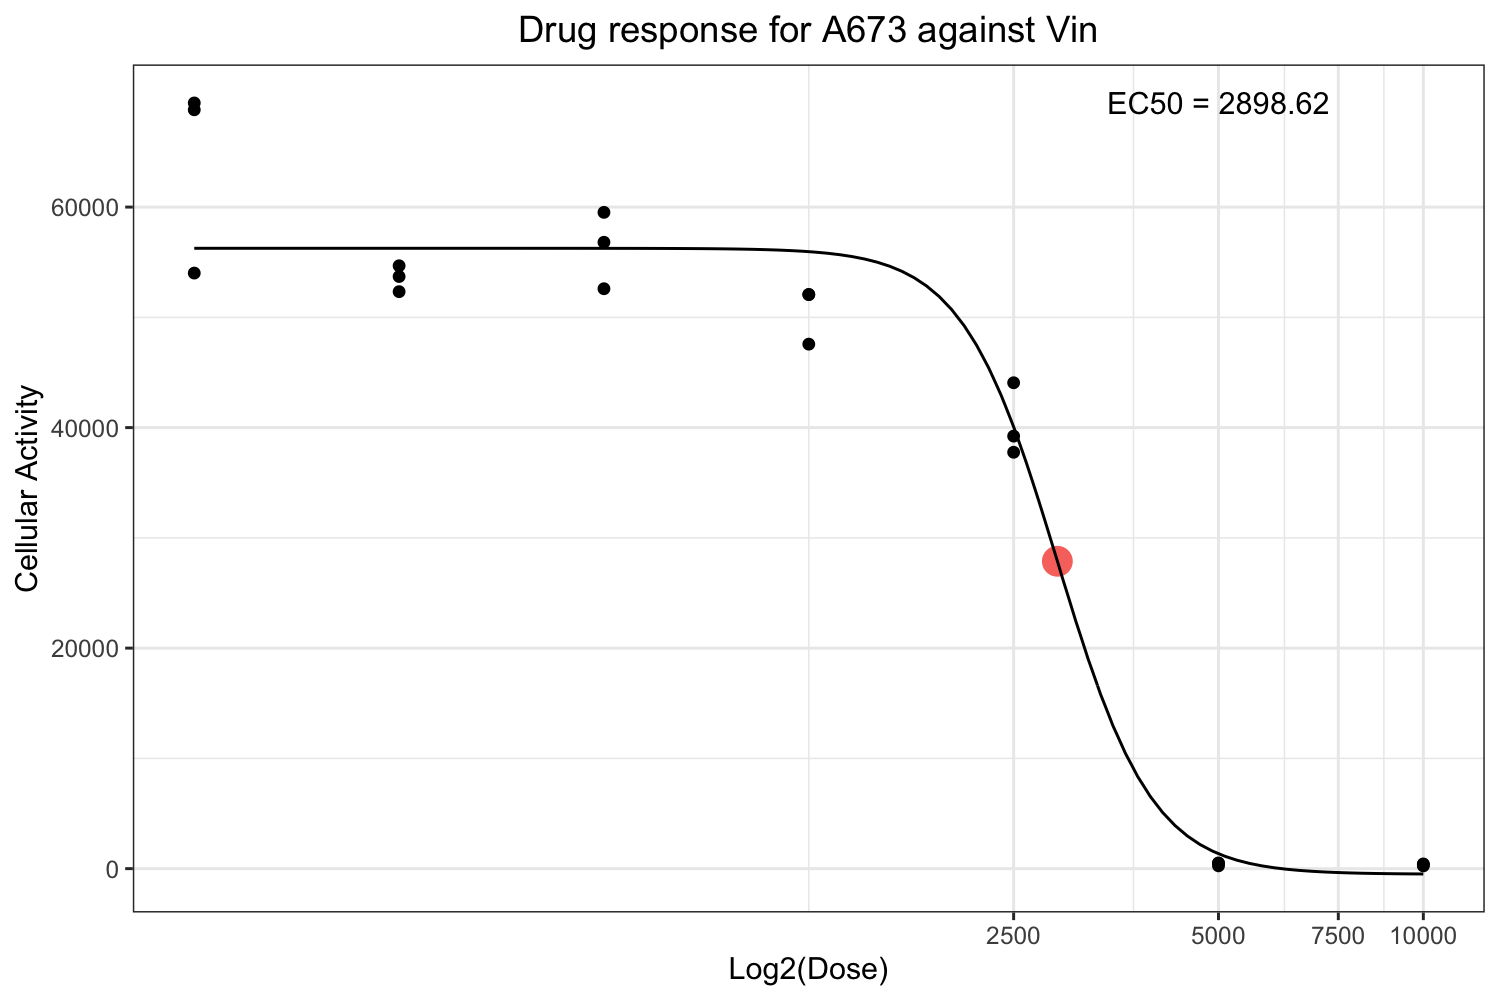 Drug response for A673 against Vin
EC50 = 2898.62
60000
40000
20000
0
Cellular Activity
2500 5000 7500 10000
Log2(Dose)